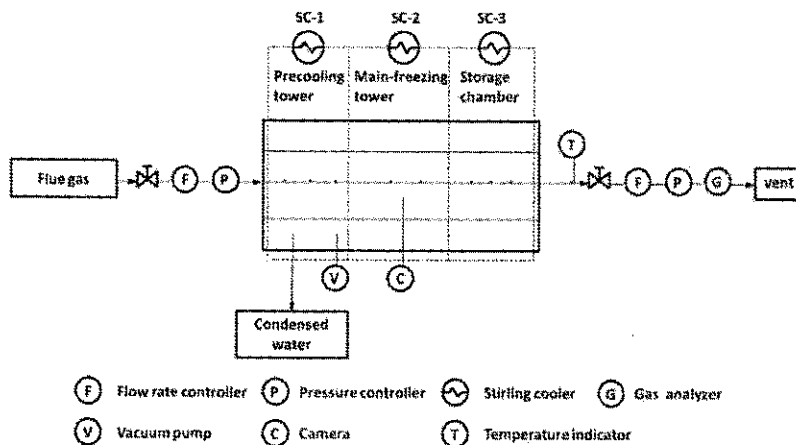 SC-1 SC-2 SC-3
Precooling tower
Main-freezing tower
Storage chamber
T
Flue gas
F
P
F
P
G
vent
V
C
Condensed
water
F Flow rate controller
P Pressure controller
Stirling cooler
G Gas analyzer
V Vacuum pump
C Camera
T Temperature indicator